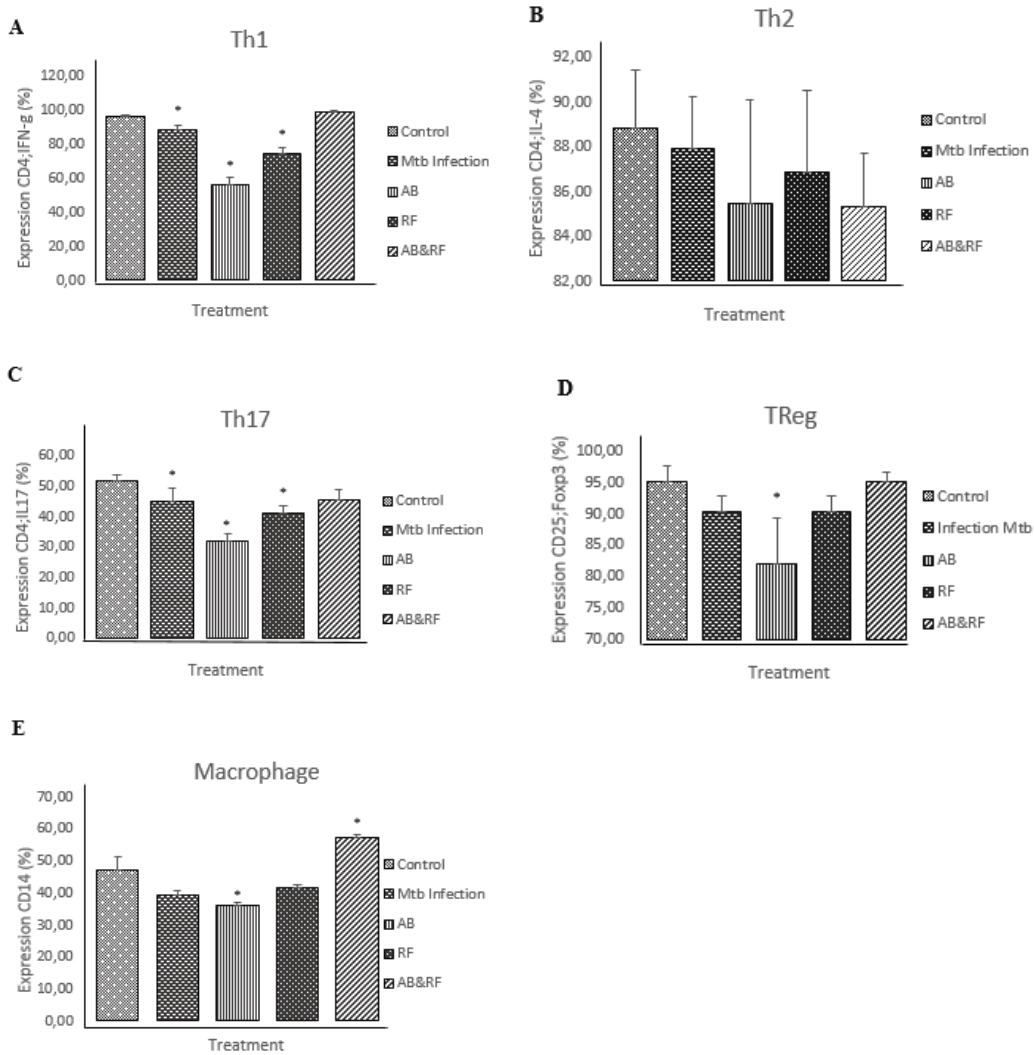 A
Th1
Expression CD4;IFN-g (%)
120,00
100,00
80,00
60,00
40,00
20,00
0,00
*
*
*
Treatment
Control
Mtb Infection
AB
RF
AB&RF
B
Th2
Expression CD4;IL-4 (%)
92,00
90,00
88,00
86,00
84,00
82,00
Treatment
Control
Mtb Infection
AB
RF
AB&RF
C
Th17
Expression CD4;IL17 (%)
60,00
50,00
40,00
30,00
20,00
10,00
0,00
*
*
*
Treatment
Control
Mtb Infection
AB
RF
AB&RF
D
TReg
Expression CD25;Foxp3 (%)
100,00
95,00
90,00
85,00
80,00
75,00
70,00
*
Treatment
Control
Infection Mtb
AB
RF
AB&RF
E
Macrophage
Expression CD14 (%)
70,00
60,00
50,00
40,00
30,00
20,00
10,00
0,00
*
*
Treatment
Control
Mtb Infection
AB
RF
AB&RF